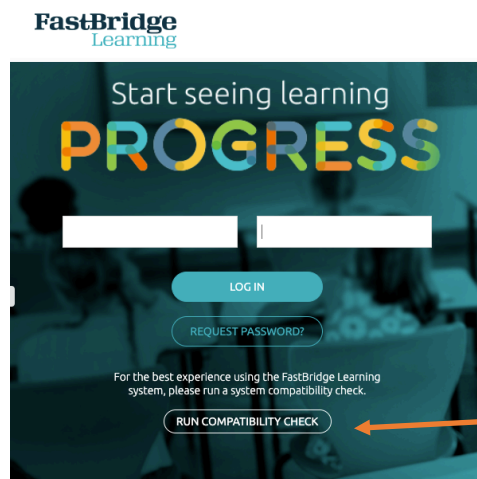 FastBridge
Learning
Start seeing learning
PROGRESS
LOG IN
REQUEST PASSWORD?
For the best experience using the FastBridge Learning
system, please run a system compatibility check.
RUN COMPATIBILITY CHECK